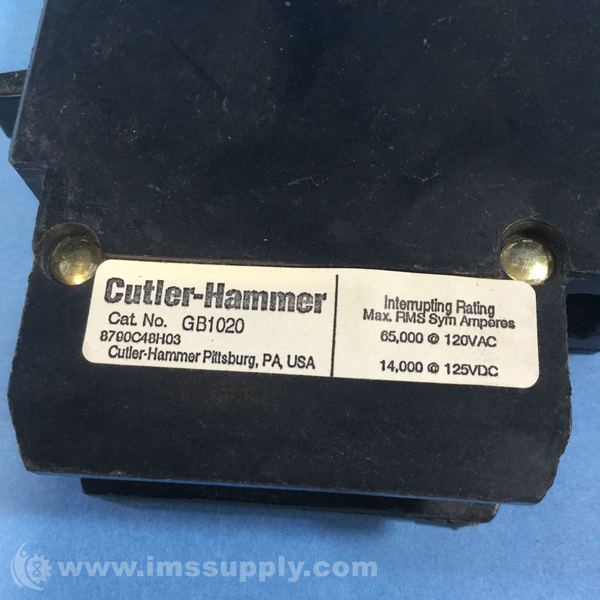 Cutler-Hammer
Cat. No. GB1020
8790C48H03
Cutler-Hammer Pittsburg, PA, USA
Interrupting Rating
Max. RMS Sym Amperes
65,000 @ 120VAC
14,000 @ 125VDC
www.imssupply.com